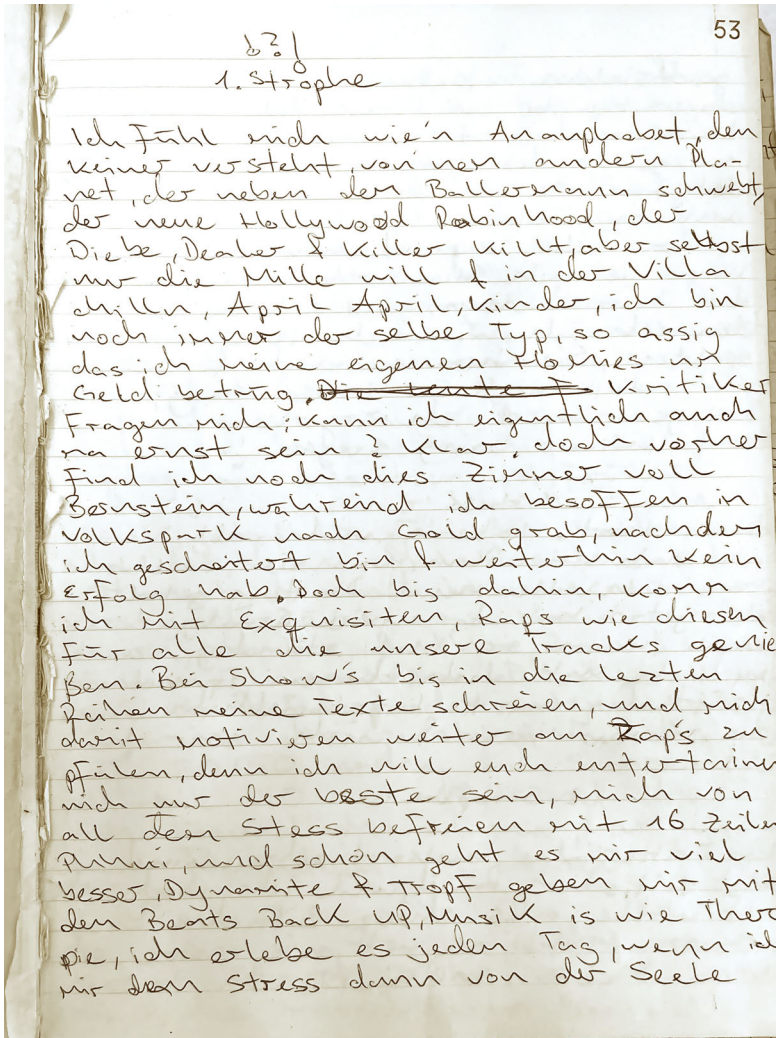 53
6?!
1. Strophe
Ich Fühl mich wie'n Ananphabet, den
keiner versteht, von'nem andern Pla-
net, der neben dem Ballermann schwebt,
der neue Hollywood Robinhood, der
Diebe, Dealer & Killer Killt, aber selbst
nur die Mille will & in der Villa
chilln, April April, Kinder, ich bin
noch immer der selbe Typ, so assig
das ich meine eigenen Homies um
Geld betrüg. Die Leute F Kritiker
Fragen mich: kann ich eigentlich auch
ma ernst sein? Klar, doch vorher
Find ich noch dies Zimmer voll
Bernstein, während ich besoffen in
Volkspark nach Gold grab, nachdem
ich gescheitert bin & weiterhin kein
Erfolg hab. Doch bis dahin, komm
ich mit Exquisiten, Raps wie diesen
Für alle die unsere Tracks genie
ßen. Bei Show's bis in die lezten
Reihen meine Texte schreien, und mich
damit motivieren weiter am Rap's zu
pfeilen, denn ich will euch entertainen
nich nur der beste sein, mich von
all dem Stess befreien mit 16 Zeilen
und schon geht es mir viel
besser, Dynamite & Tropf geben mir mit
den Beats Back UP, Musik is wie Thera
pie, ich erlebe es jeden Tag, wenn ich
mir dem Stress dann von der Seele